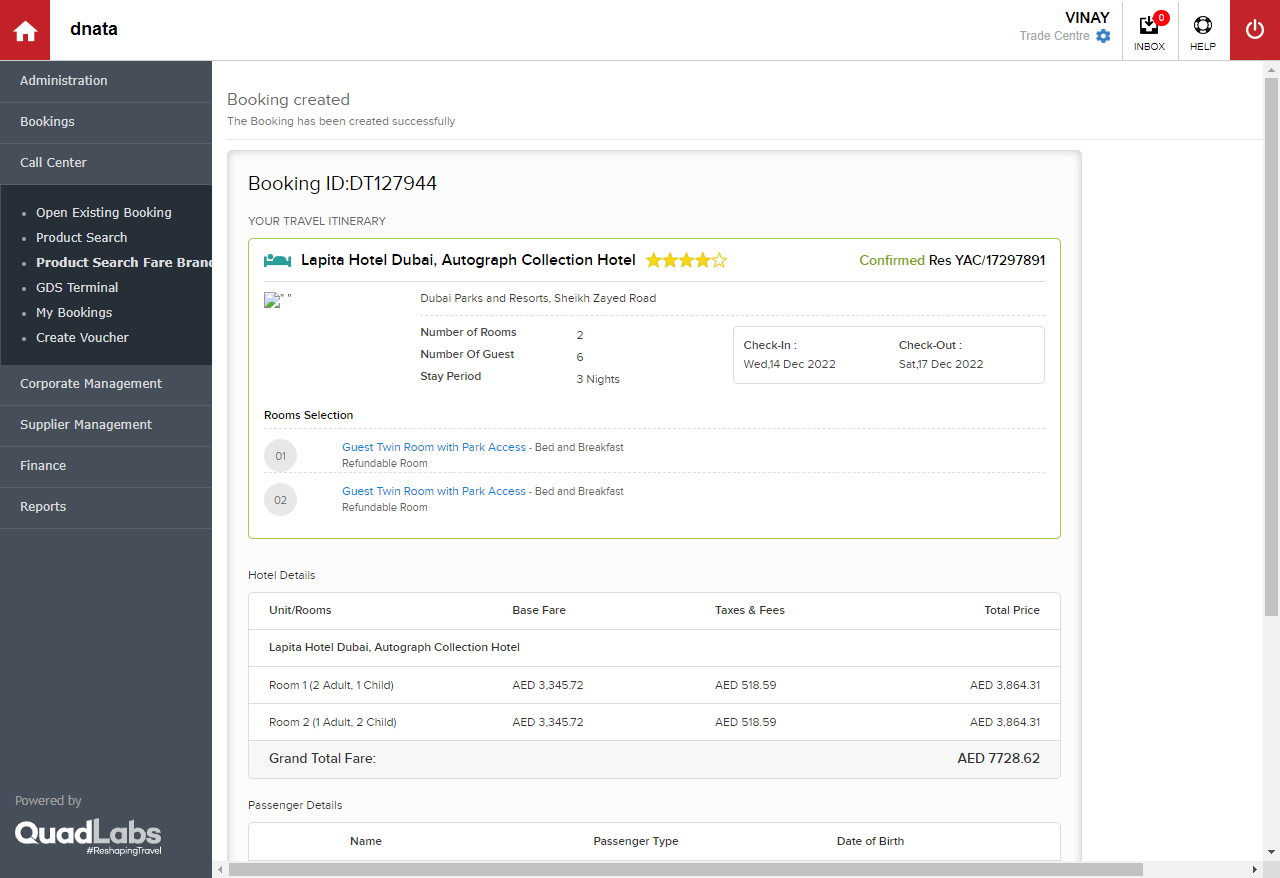 dnata
VINAY
Trade Centre
0
INBOX
HELP
Administration
Bookings
Call Center
Open Existing Booking
Product Search
Product Search Fare Bran
GDS Terminal
My Bookings
Create Voucher
Corporate Management
Supplier Management
Finance
Reports
Powered by
QuadLabs
#ReshapingTravel
Booking created
The Booking has been created successfully
Booking ID:DT127944
YOUR TRAVEL ITINERARY
Lapita Hotel Dubai, Autograph Collection Hotel
Confirmed Res YAC/17297891
" "
Dubai Parks and Resorts, Sheikh Zayed Road
Number of Rooms 2
Number Of Guest 6
Stay Period 3 Nights
Check-In : Check-Out :
Wed,14 Dec 2022 Sat,17 Dec 2022
Rooms Selection
01 Guest Twin Room with Park Access - Bed and Breakfast
Refundable Room
02 Guest Twin Room with Park Access - Bed and Breakfast
Refundable Room
Hotel Details
Unit/Rooms Base Fare Taxes & Fees Total Price
Lapita Hotel Dubai, Autograph Collection Hotel
Room 1 (2 Adult, 1 Child) AED 3,345.72 AED 518.59 AED 3,864.31
Room 2 (1 Adult, 2 Child) AED 3,345.72 AED 518.59 AED 3,864.31
Grand Total Fare: AED 7728.62
Passenger Details
Name Passenger Type Date of Birth